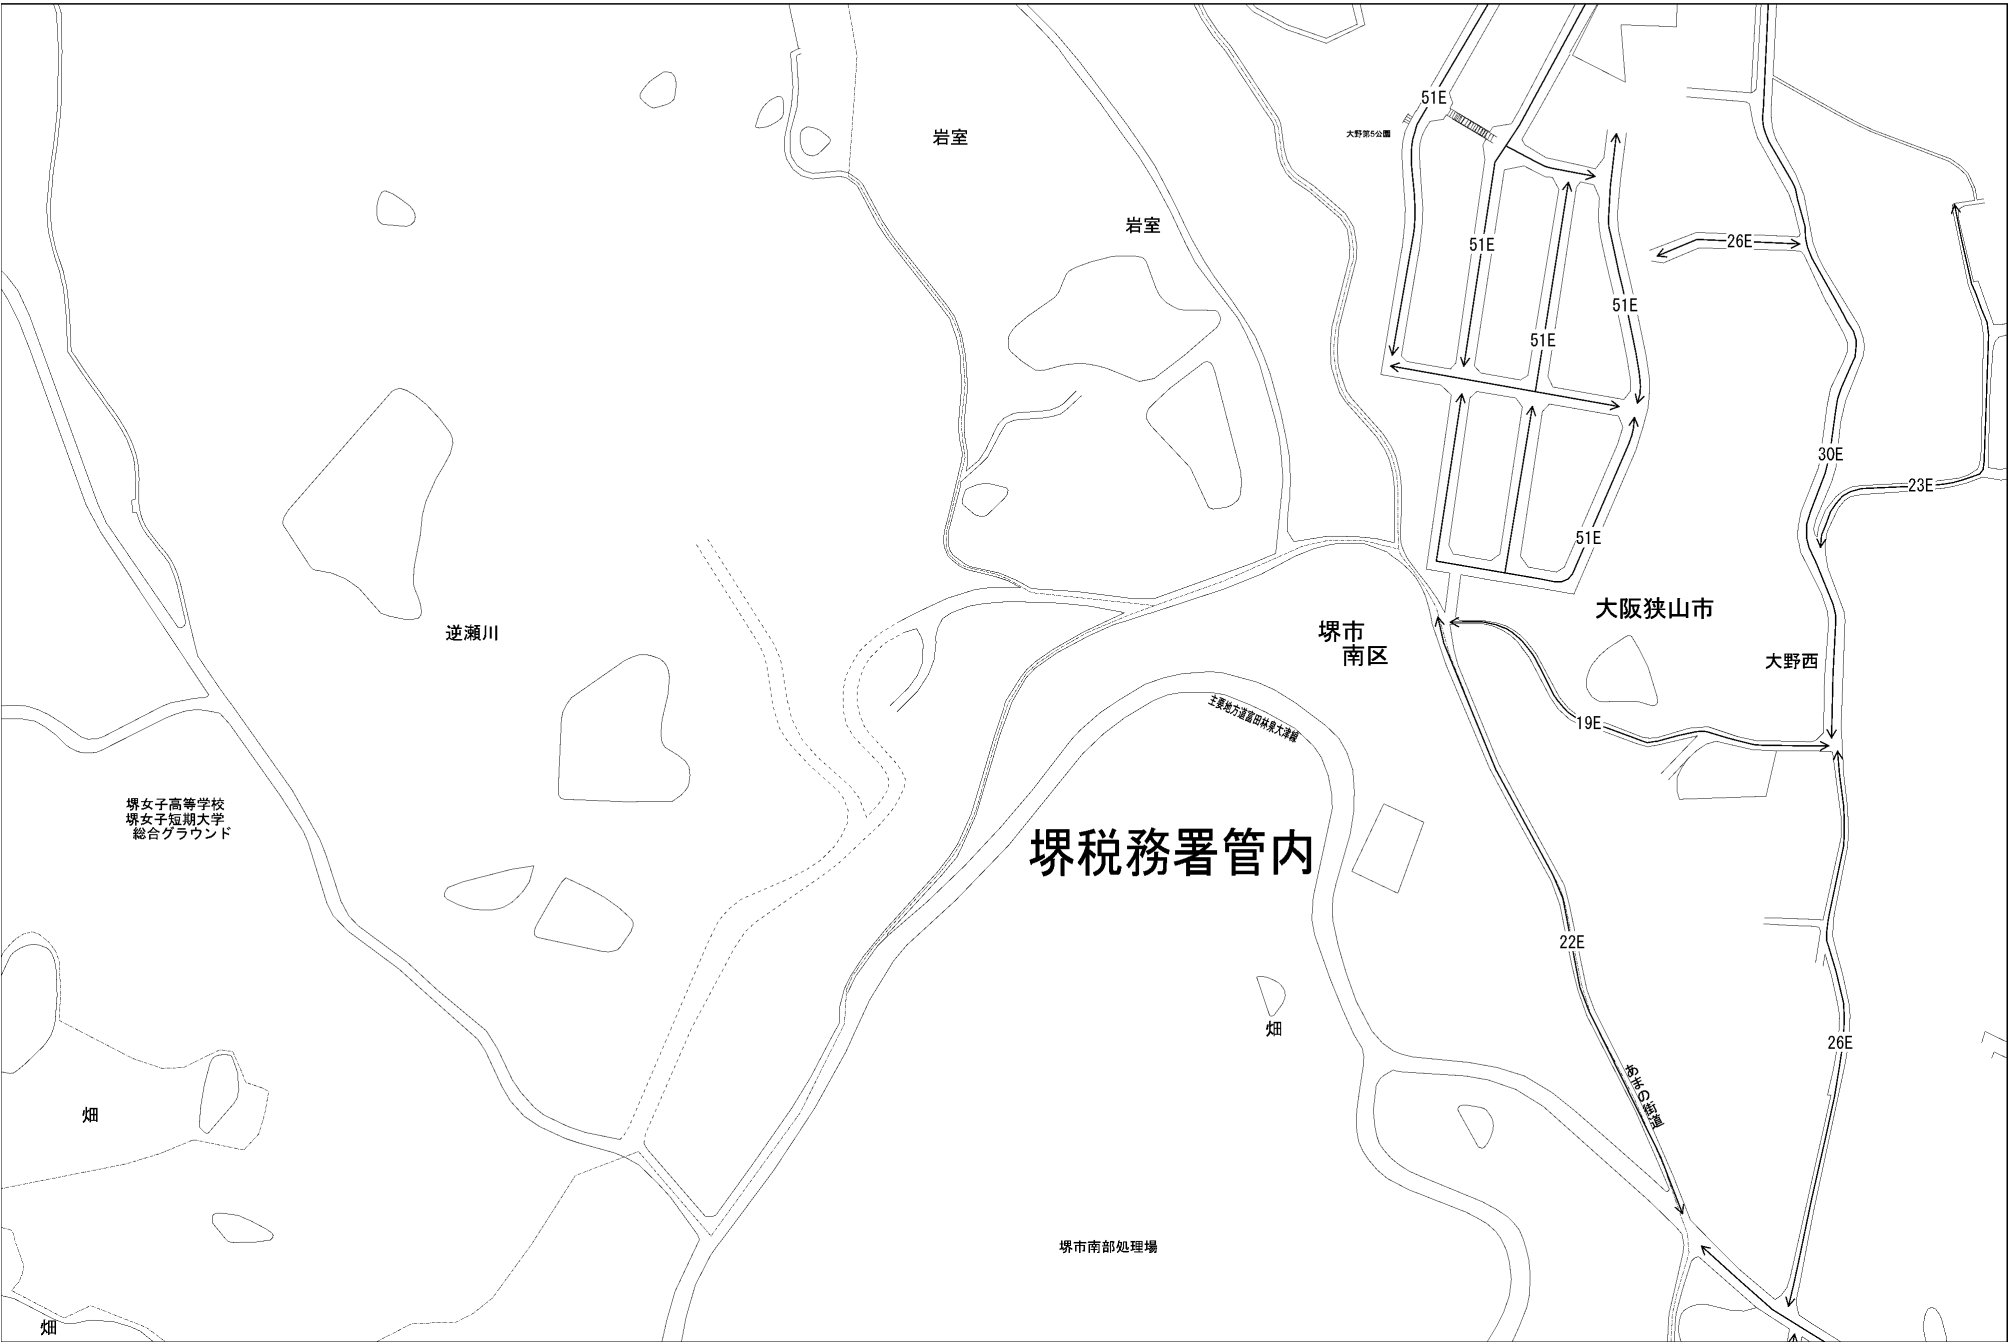 51E
大野第5公園
岩室
岩室
51E
26E
51E
51E
30E
23E
51E
大阪狭山市
堺市
南区
逆瀬川
大野西
主要地方道富田林泉大津線
19E
堺女子高等学校
堺女子短期大学
総合グラウンド
堺税務署管内
22E
畑
26E
あまの街道
畑
堺市南部処理場
畑